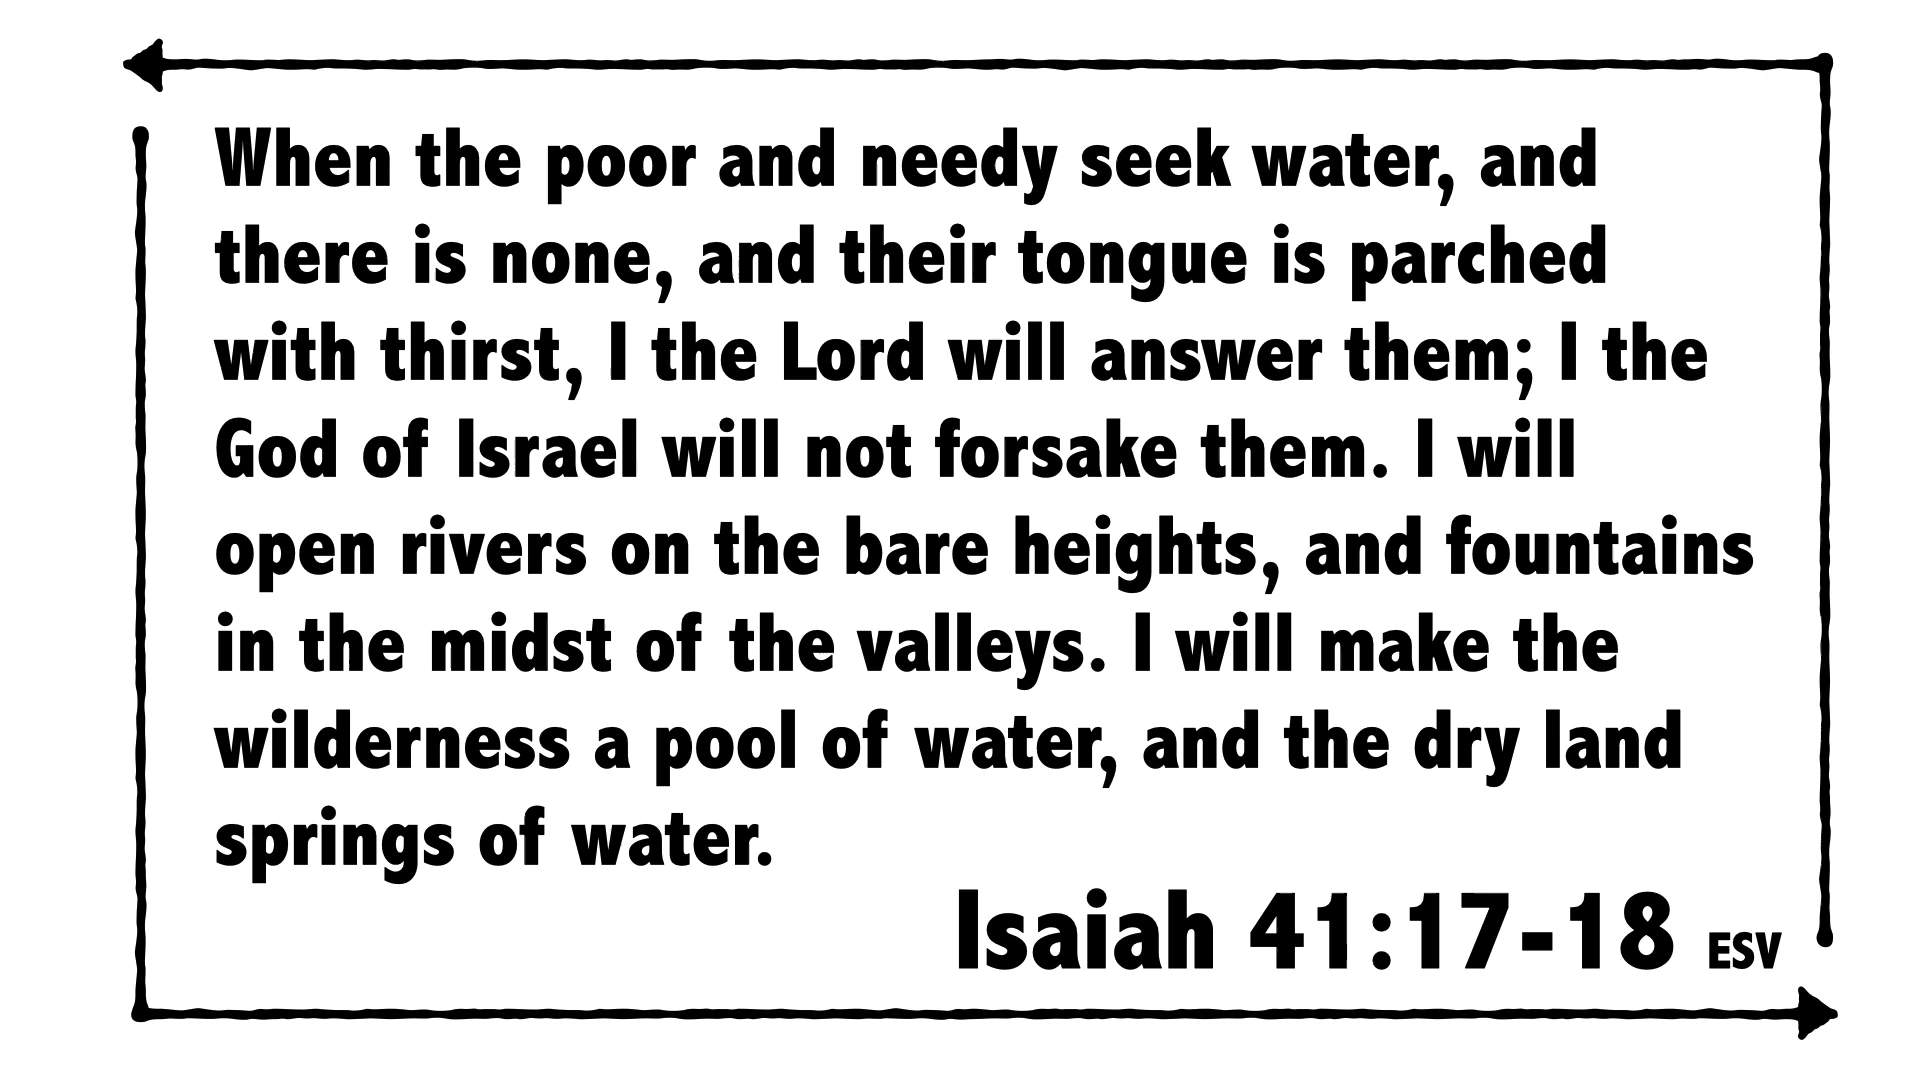 When the poor and needy seek water, and
there is none, and their tongue is parched
with thirst, I the Lord will answer them; I the
God of Israel will not forsake them. I will
open rivers on the bare heights, and fountains
in the midst of the valleys. I will make the
wilderness a pool of water, and the dry land
springs of water.
Isaiah 41:17-18 ESV